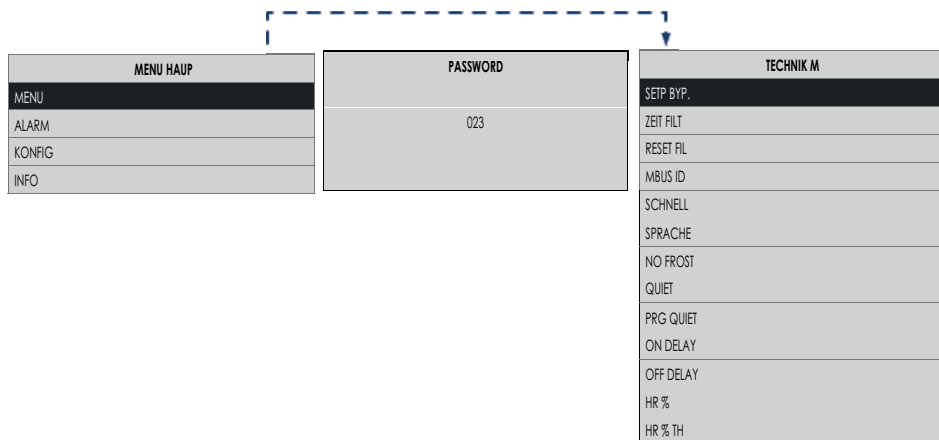 MENU HAUP
MENU
ALARM
KONFIG
INFO
PASSWORD
023
TECHNIK M
SETP BYP.
ZEIT FILT
RESET FIL
MBUS ID
SCHNELL
SPRACHE
NO FROST
QUIET
PRG QUIET
ON DELAY
OFF DELAY
HR %
HR % TH